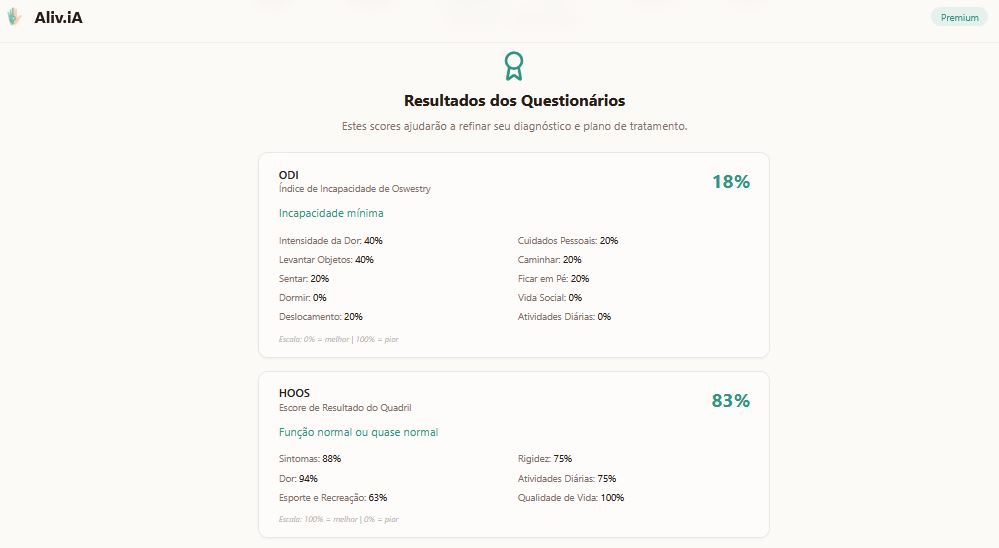 Aliv.iA
Premium
Resultados dos Questionários
Estes scores ajudarão a refinar seu diagnóstico e plano de tratamento.
ODI
18%
Índice de Incapacidade de Oswestry
Incapacidade mínima
Intensidade da Dor: 40%
Cuidados Pessoais: 20%
Levantar Objetos: 40%
Caminhar: 20%
Sentar: 20%
Ficar em Pé: 20%
Dormir: 0%
Vida Social: 0%
Deslocamento: 20%
Atividades Diárias: 0%
Escala: 0% = melhor | 100% = pior
HOOS
83%
Escore de Resultado do Quadril
Função normal ou quase normal
Sintomas: 88%
Rigidez: 75%
Dor: 94%
Atividades Diárias: 75%
Esporte e Recreação: 63%
Qualidade de Vida: 100%
Escala: 100% = melhor | 0% = pior